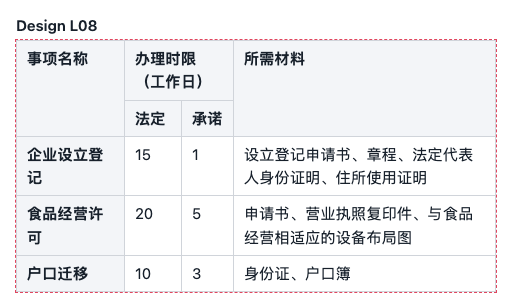 Design L08
事项名称
办理时限
（工作日）
所需材料
法定
承诺
企业设立登
记
15
1
设立登记申请书、章程、法定代表
人身份证明、住所使用证明
食品经营许
可
20
5
申请书、营业执照复印件、与食品
经营相适应的设备布局图
户口迁移
10
3
身份证、户口簿